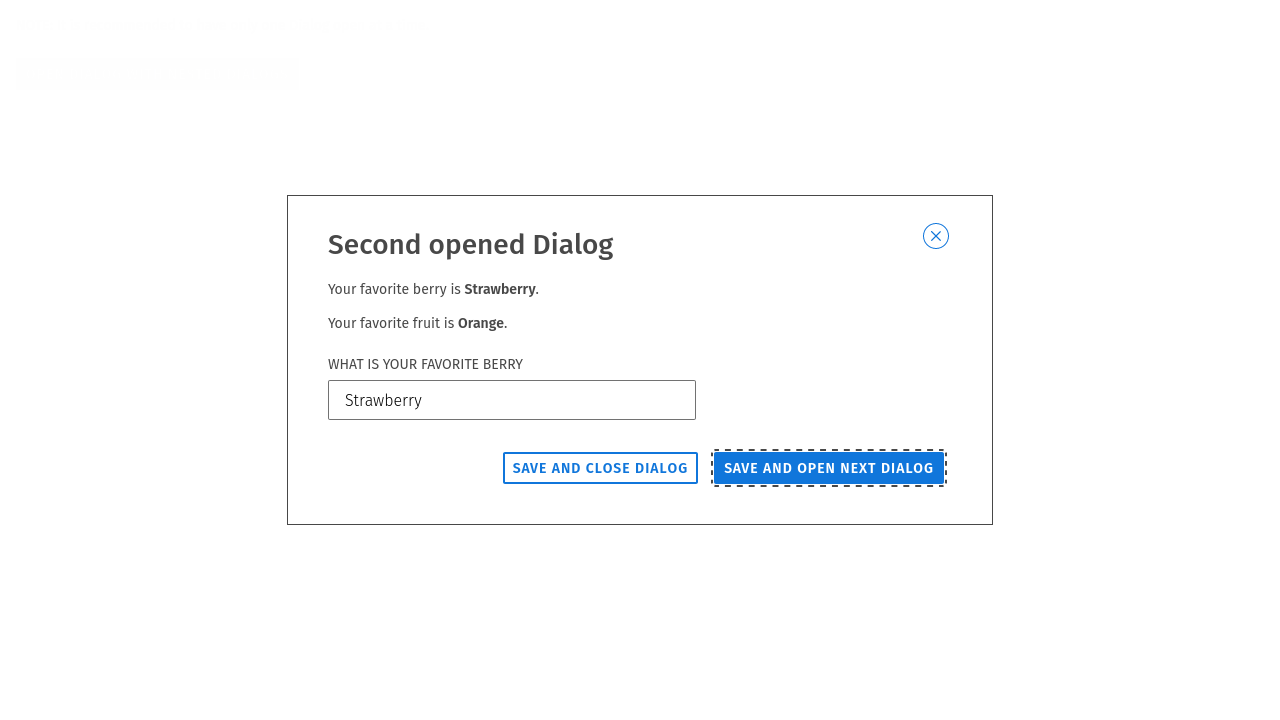 Second opened Dialog
Your favorite berry is Strawberry.
Your favorite fruit is Orange.
WHAT IS YOUR FAVORITE BERRY
Strawberry
SAVE AND CLOSE DIALOG
SAVE AND OPEN NEXT DIALOG